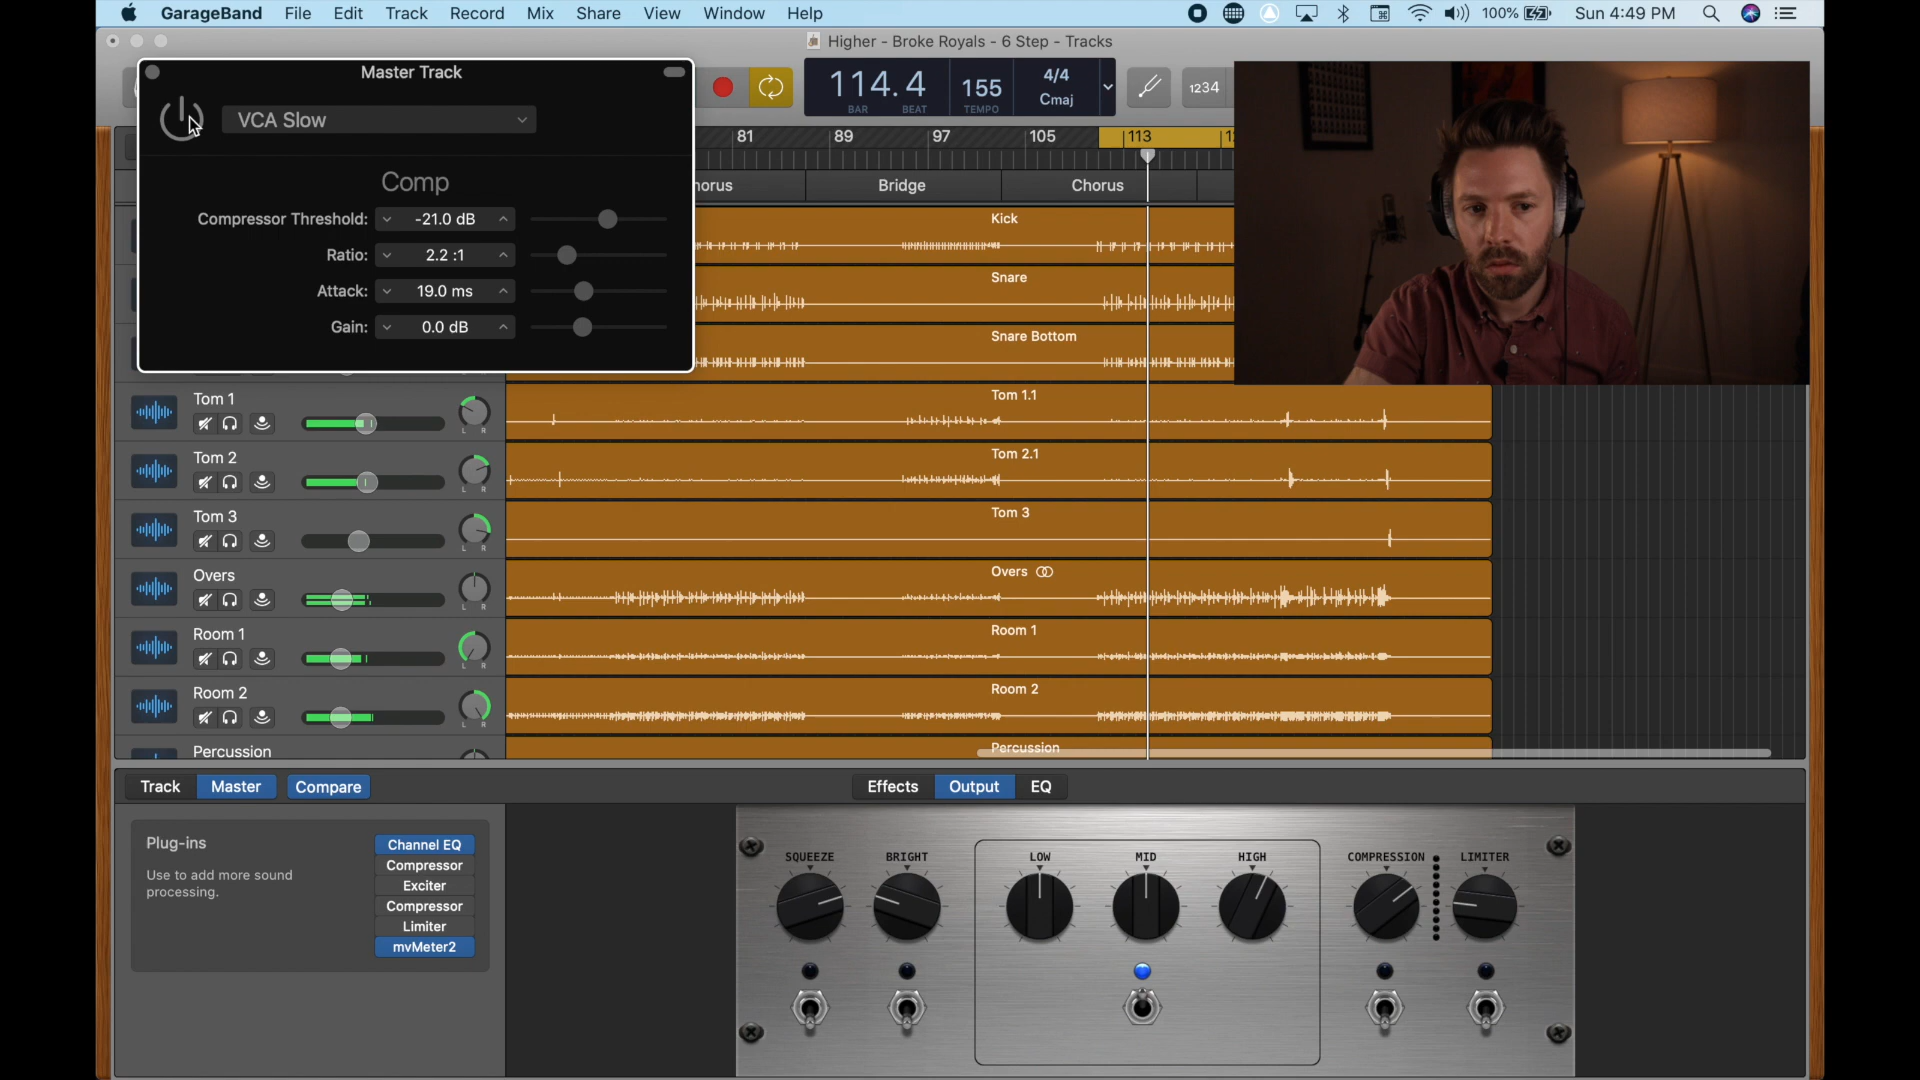 GarageBand File Edit Track Record Mix Share View Window Help 100% Sun 4:49 PM
Higher - Broke Royals - 6 Step - Tracks
Master Track
VCA Slow
Comp
Compressor Threshold: -21.0 dB
Ratio: 2.2 :1
Attack: 19.0 ms
Gain: 0.0 dB
114.4 155 4/4
Cmaj
BAR BEAT TEMPO
1234
81 89 97 105 113
Bridge Chorus
Kick
Snare
Snare Bottom
Tom 1
L R
Tom 1.1
Tom 2
L R
Tom 2.1
Tom 3
L R
Tom 3
Overs
L R
Overs
Room 1
L R
Room 1
Room 2
L R
Room 2
Percussion
Percussion
Track Master Compare Effects Output EQ
Plug-ins
Use to add more sound
processing.
Channel EQ
Compressor
Exciter
Compressor
Limiter
mvMeter2
SQUEEZE BRIGHT LOW MID HIGH COMPRESSION LIMITER